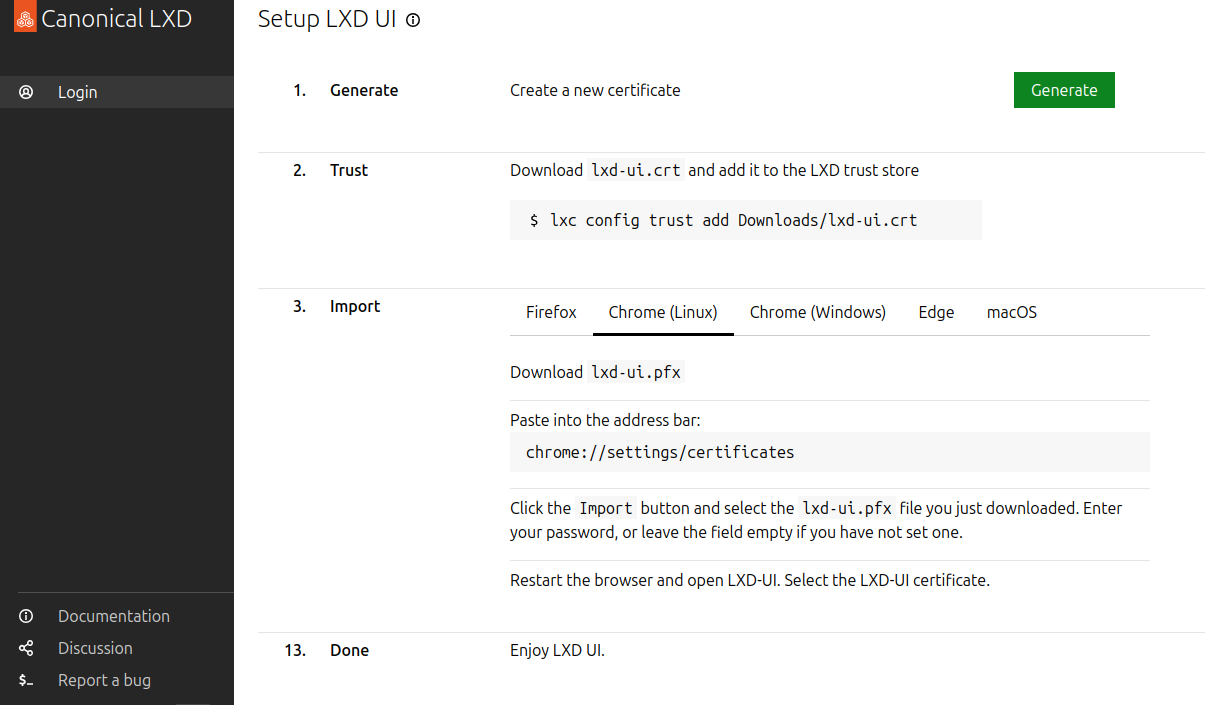 Canonical LXD
Setup LXD UI
Login
1. Generate Create a new certificate Generate
2. Trust Download lxd-ui.crt and add it to the LXD trust store
$ lxc config trust add Downloads/lxd-ui.crt
3. Import Firefox Chrome (Linux) Chrome (Windows) Edge macOS
Download lxd-ui.pfx
Paste into the address bar:
chrome://settings/certificates
Click the Import button and select the lxd-ui.pfx file you just downloaded. Enter
your password, or leave the field empty if you have not set one.
Restart the browser and open LXD-UI. Select the LXD-UI certificate.
13. Done Enjoy LXD UI.
Documentation
Discussion
Report a bug